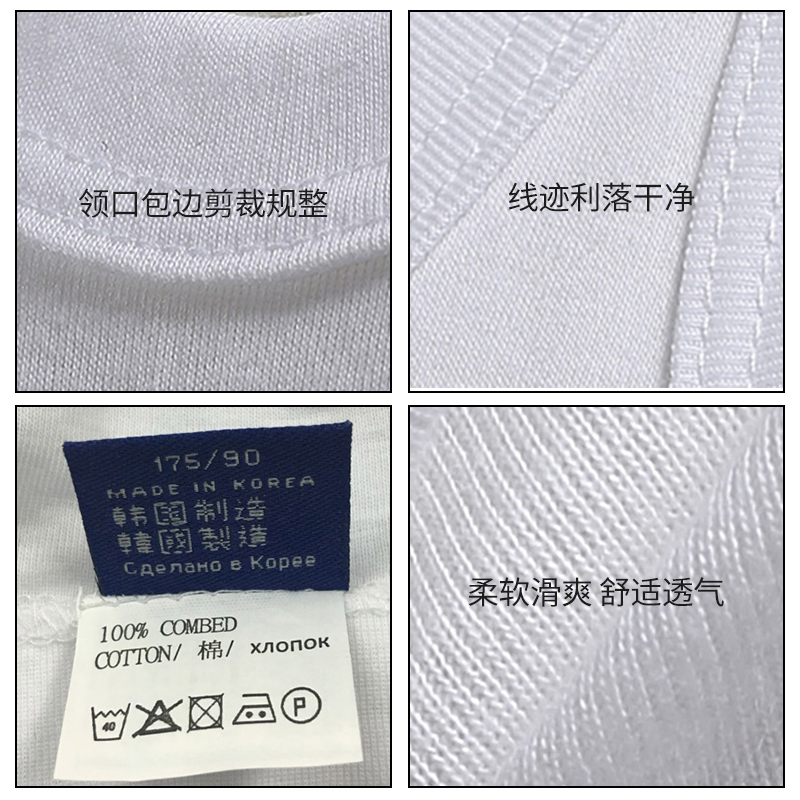 领口包边剪裁规整
线迹利落干净
175/90
MADE IN KOREA
韩国制造
韓國製造
Сделано в Корее
100% COMBED
COTTON/ 棉/ хлопок
40
P
柔软滑爽 舒适透气